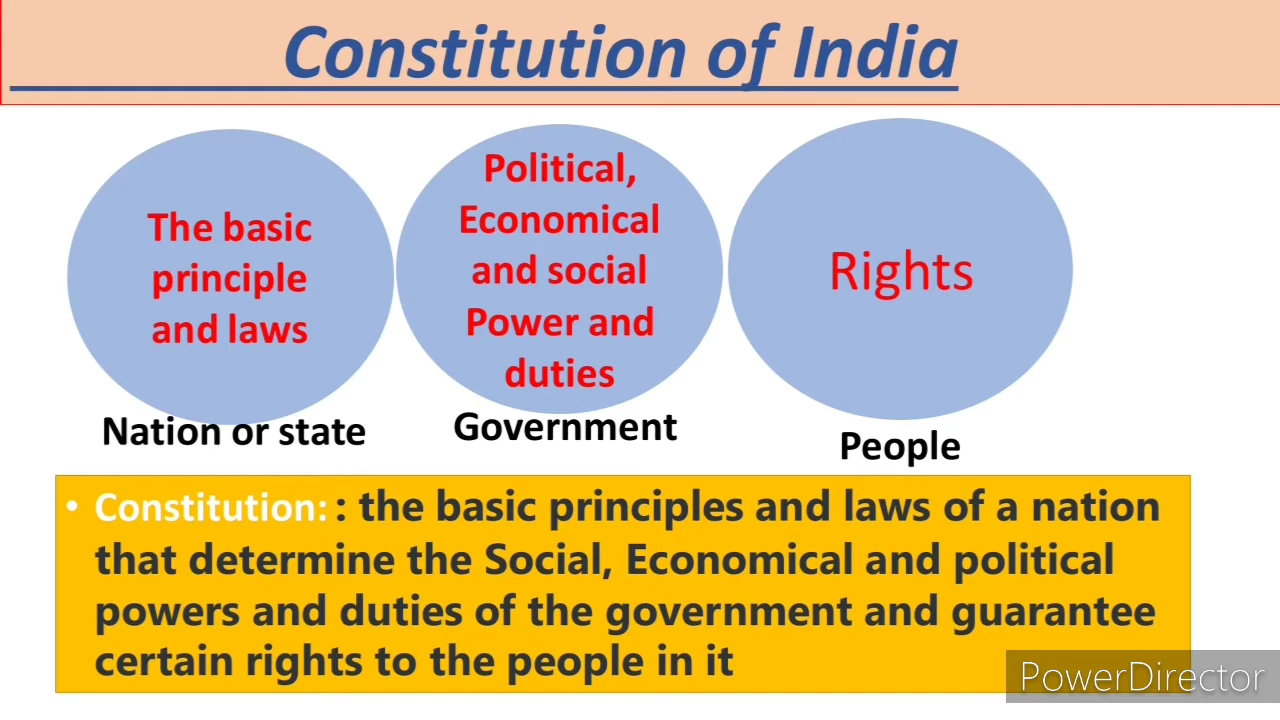 Constitution of India
The basic
principle
and laws
Nation or state
Political,
Economical
and social
Power and
duties
Government
Rights
People
• Constitution: : the basic principles and laws of a nation
that determine the Social, Economical and political
powers and duties of the government and guarantee
certain rights to the people in it
PowerDirector